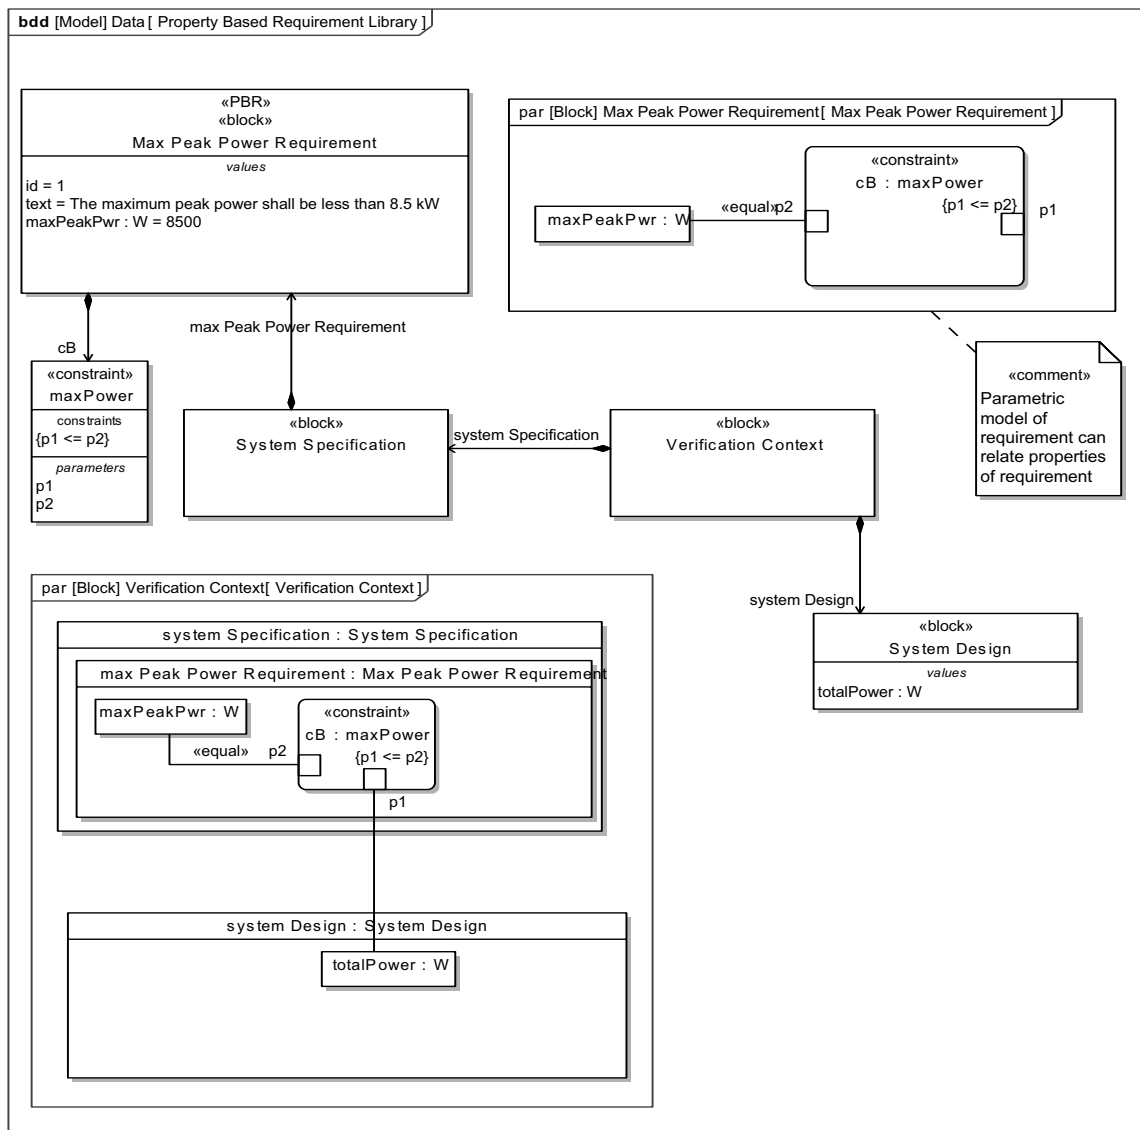 bdd [Model] Data [ Property Based Requirement Library ]
«PBR»
«block»
Max Peak Power Requirement
values
id = 1
text = The maximum peak power shall be less than 8.5 kW
maxPeakPwr : W = 8500
par [Block] Max Peak Power Requirement[ Max Peak Power Requirement ]
«constraint»
cB : maxPower
{p1 <= p2}
p1
«equal»
p2
maxPeakPwr : W
max Peak Power Requirement
cB
«constraint»
maxPower
constraints
{p1 <= p2}
parameters
p1
p2
«block»
System Specification
system Specification
«block»
Verification Context
«comment»
Parametric
model of
requirement can
relate properties
of requirement
system Design
«block»
System Design
values
totalPower : W
par [Block] Verification Context[ Verification Context ]
system Specification : System Specification
max Peak Power Requirement : Max Peak Power Requirement
maxPeakPwr : W
«equal»
p2
«constraint»
cB : maxPower
{p1 <= p2}
p1
system Design : System Design
totalPower : W